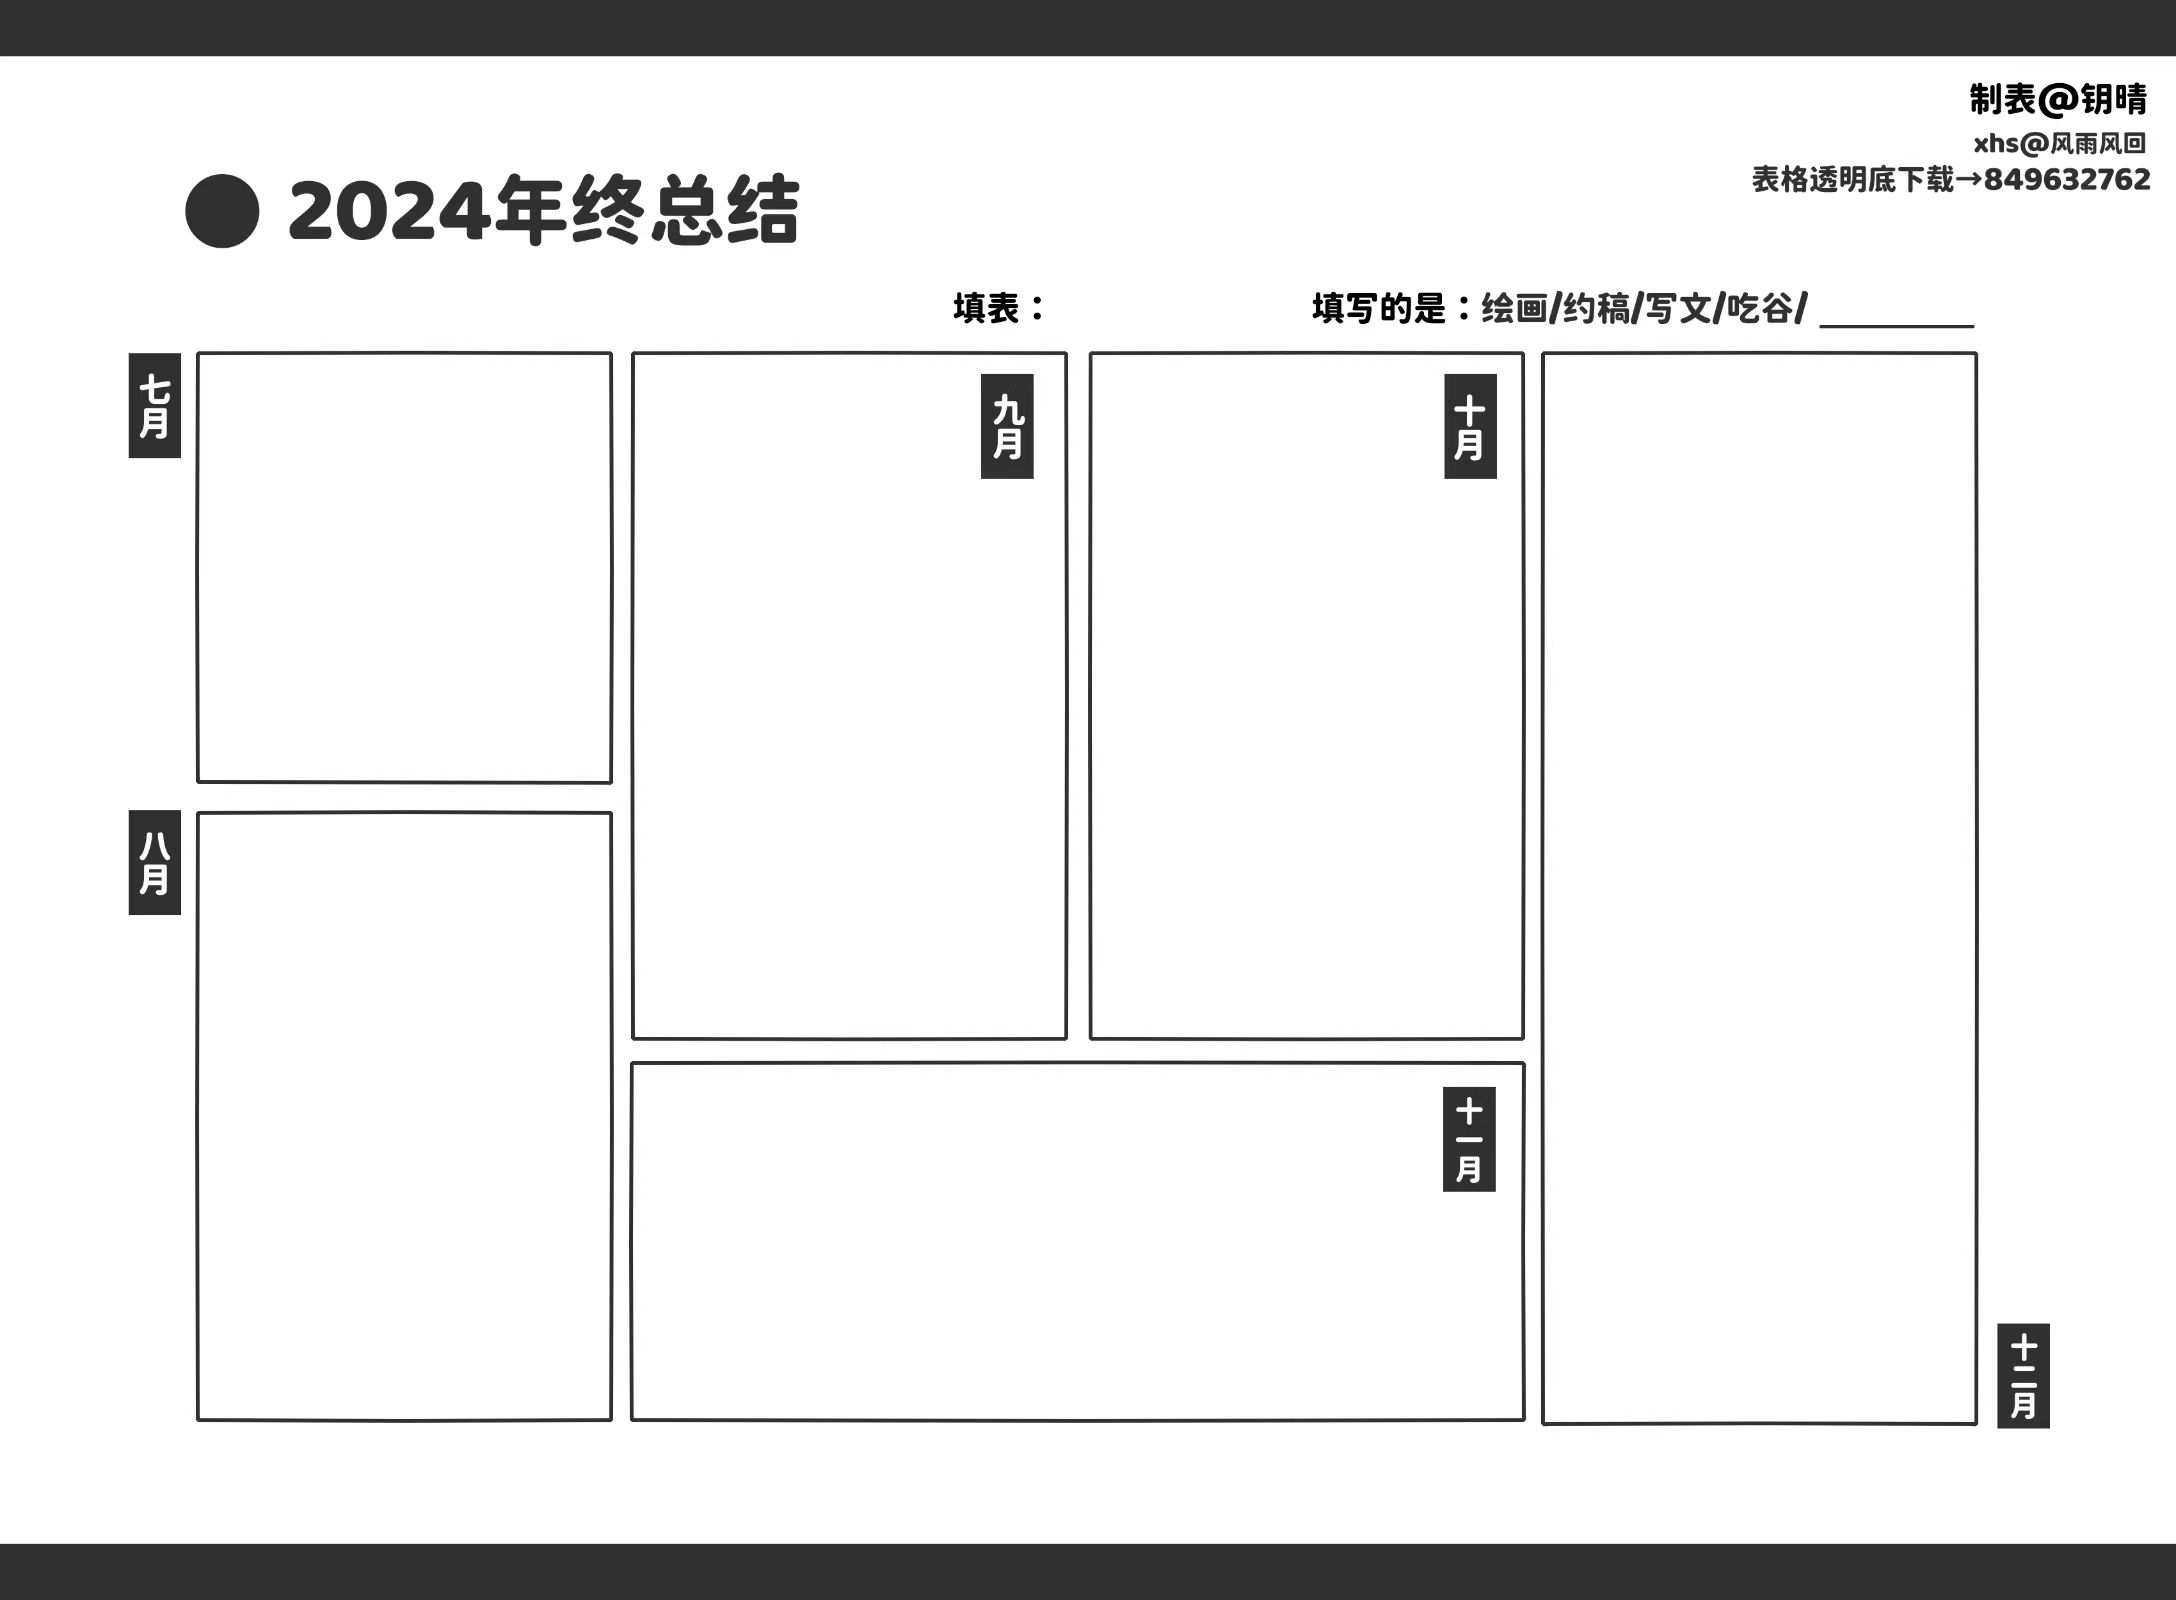 制表@钥晴
xhs@风雨风回
表格透明底下载→849632762
2024年终总结
填表：
填写的是：绘画/约稿/写文/吃谷/
七月
九月
十月
八月
十一月
十二月